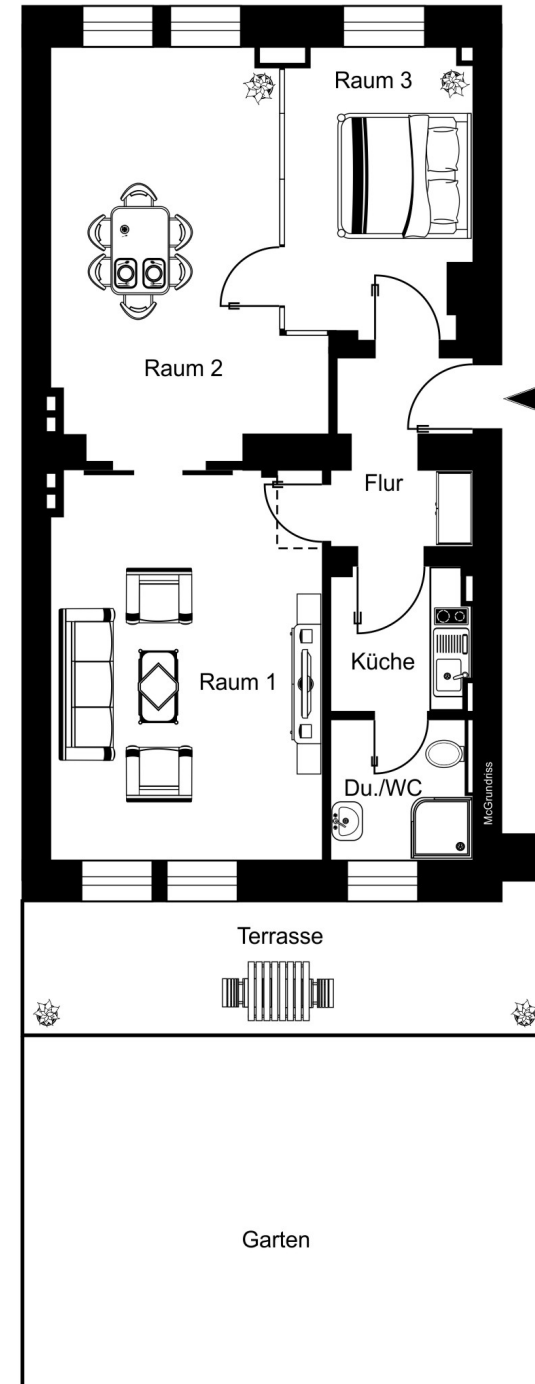 Raum 3
Raum 2
Flur
Küche
Raum 1
Du./WC
McGrundriss
Terrasse
Garten